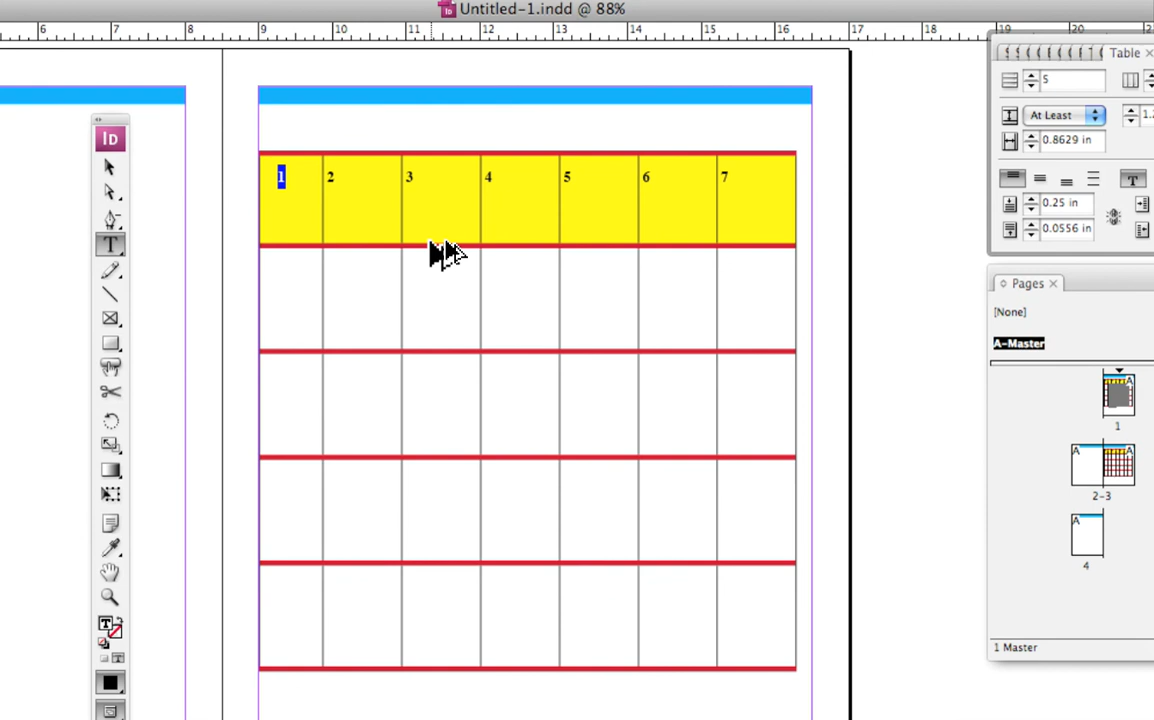 Untitled-1.indd @ 88%
6 7 8 9 10 11 12 13 14 15 16 17 18 19 20
Table
ID
5
At Least
0.8629 in
1 2 3 4 5 6 7
T
0.25 in
0.0556 in
Pages
[None]
A-Master
A
1
A A
2-3
A
4
1 Master